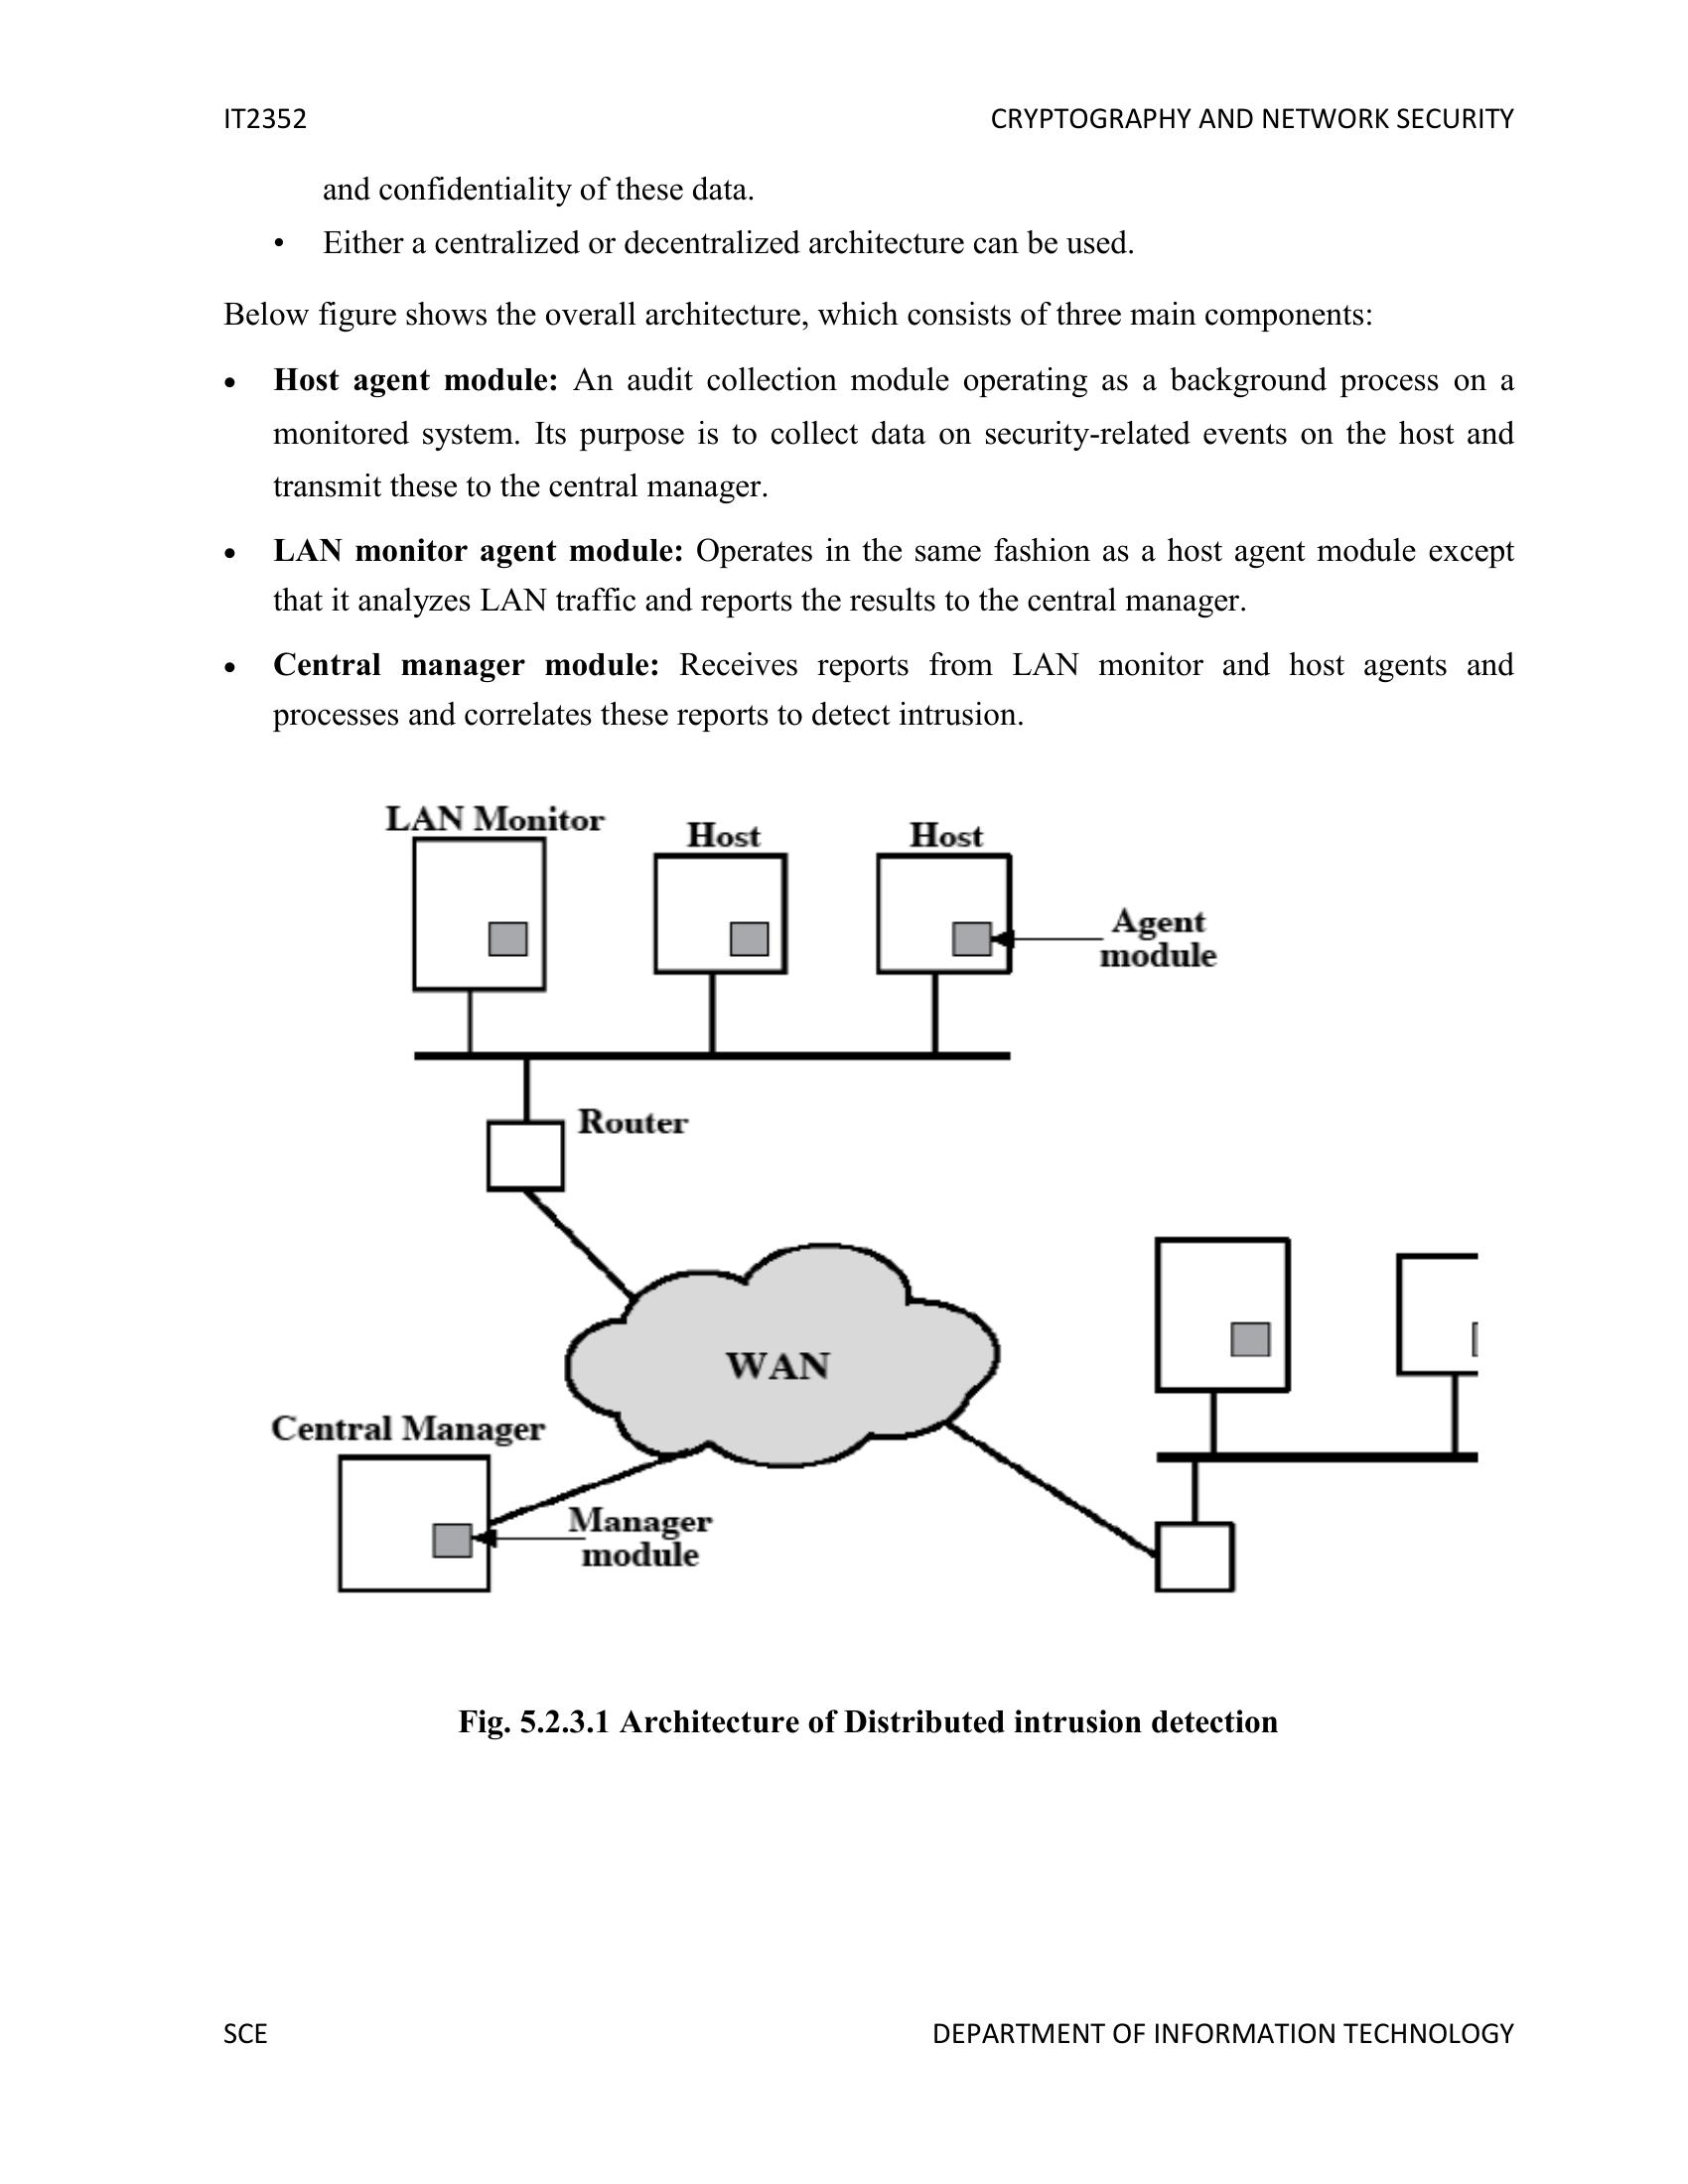 IT2352 CRYPTOGRAPHY AND NETWORK SECURITY
and confidentiality of these data.
• Either a centralized or decentralized architecture can be used.
Below figure shows the overall architecture, which consists of three main components:
• Host agent module: An audit collection module operating as a background process on a
monitored system. Its purpose is to collect data on security-related events on the host and
transmit these to the central manager.
• LAN monitor agent module: Operates in the same fashion as a host agent module except
that it analyzes LAN traffic and reports the results to the central manager.
• Central manager module: Receives reports from LAN monitor and host agents and
processes and correlates these reports to detect intrusion.
LAN Monitor
Host
Host
Agent
module
Router
WAN
Central Manager
Manager
module
Fig. 5.2.3.1 Architecture of Distributed intrusion detection
SCE DEPARTMENT OF INFORMATION TECHNOLOGY